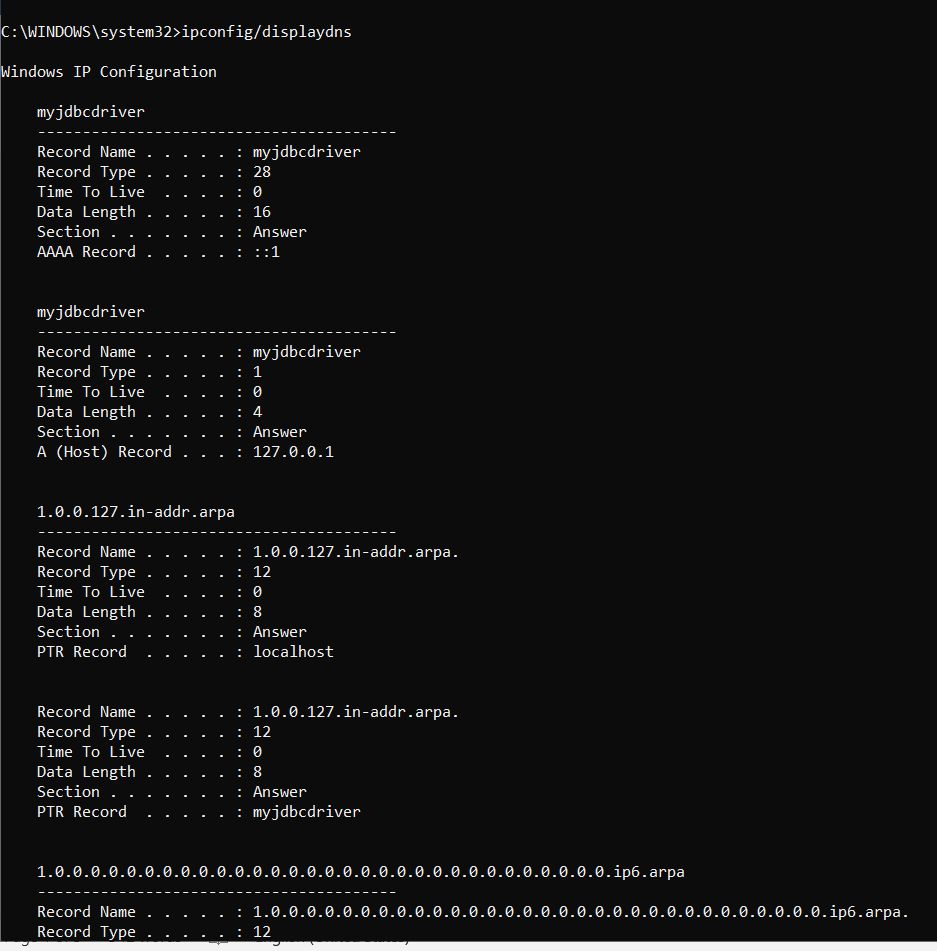 C:\WINDOWS\system32>ipconfig/displaydns
Windows IP Configuration
myjdbcdriver
----------------------------------------
Record Name . . . . . : myjdbcdriver
Record Type . . . . . : 28
Time To Live  . . . . : 0
Data Length . . . . . : 16
Section . . . . . . . : Answer
AAAA Record . . . . . : ::1
myjdbcdriver
----------------------------------------
Record Name . . . . . : myjdbcdriver
Record Type . . . . . : 1
Time To Live  . . . . : 0
Data Length . . . . . : 4
Section . . . . . . . : Answer
A (Host) Record . . . : 127.0.0.1
1.0.0.127.in-addr.arpa
----------------------------------------
Record Name . . . . . : 1.0.0.127.in-addr.arpa.
Record Type . . . . . : 12
Time To Live  . . . . : 0
Data Length . . . . . : 8
Section . . . . . . . : Answer
PTR Record  . . . . . : localhost
Record Name . . . . . : 1.0.0.127.in-addr.arpa.
Record Type . . . . . : 12
Time To Live  . . . . : 0
Data Length . . . . . : 8
Section . . . . . . . : Answer
PTR Record  . . . . . : myjdbcdriver
1.0.0.0.0.0.0.0.0.0.0.0.0.0.0.0.0.0.0.0.0.0.0.0.0.0.0.0.0.0.0.0.ip6.arpa
----------------------------------------
Record Name . . . . . : 1.0.0.0.0.0.0.0.0.0.0.0.0.0.0.0.0.0.0.0.0.0.0.0.0.0.0.0.0.0.0.0.ip6.arpa.
Record Type . . . . . : 12